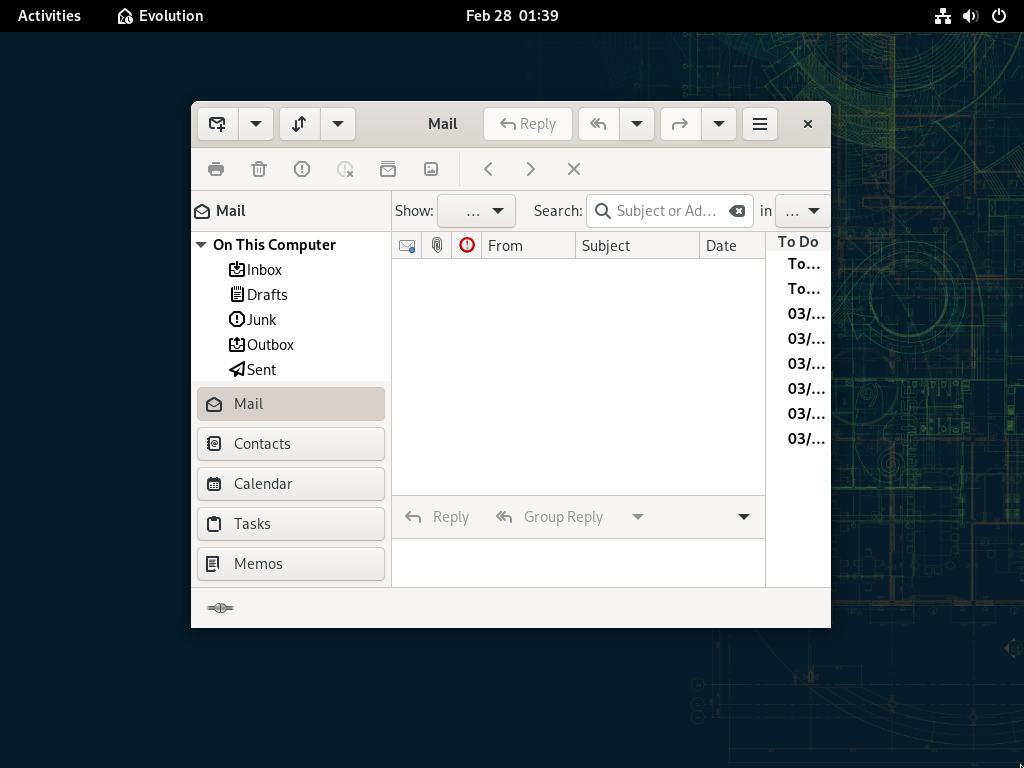 Activities Evolution Feb 28 01:39
Mail Reply
Mail Show: ... Search: Subject or Ad... in ...
On This Computer From Subject Date To Do
Inbox
Drafts
Junk
Outbox
Sent
To...
To...
03/...
03/...
03/...
03/...
03/...
03/...
Mail
Contacts
Calendar
Tasks
Memos
Reply Group Reply